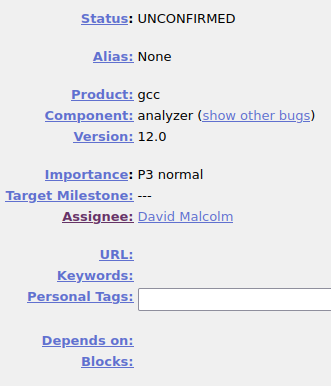 Status: UNCONFIRMED
Alias: None
Product: gcc
Component: analyzer (show other bugs)
Version: 12.0
Importance: P3 normal
Target Milestone: ---
Assignee: David Malcolm
URL:
Keywords:
Personal Tags:
Depends on:
Blocks: